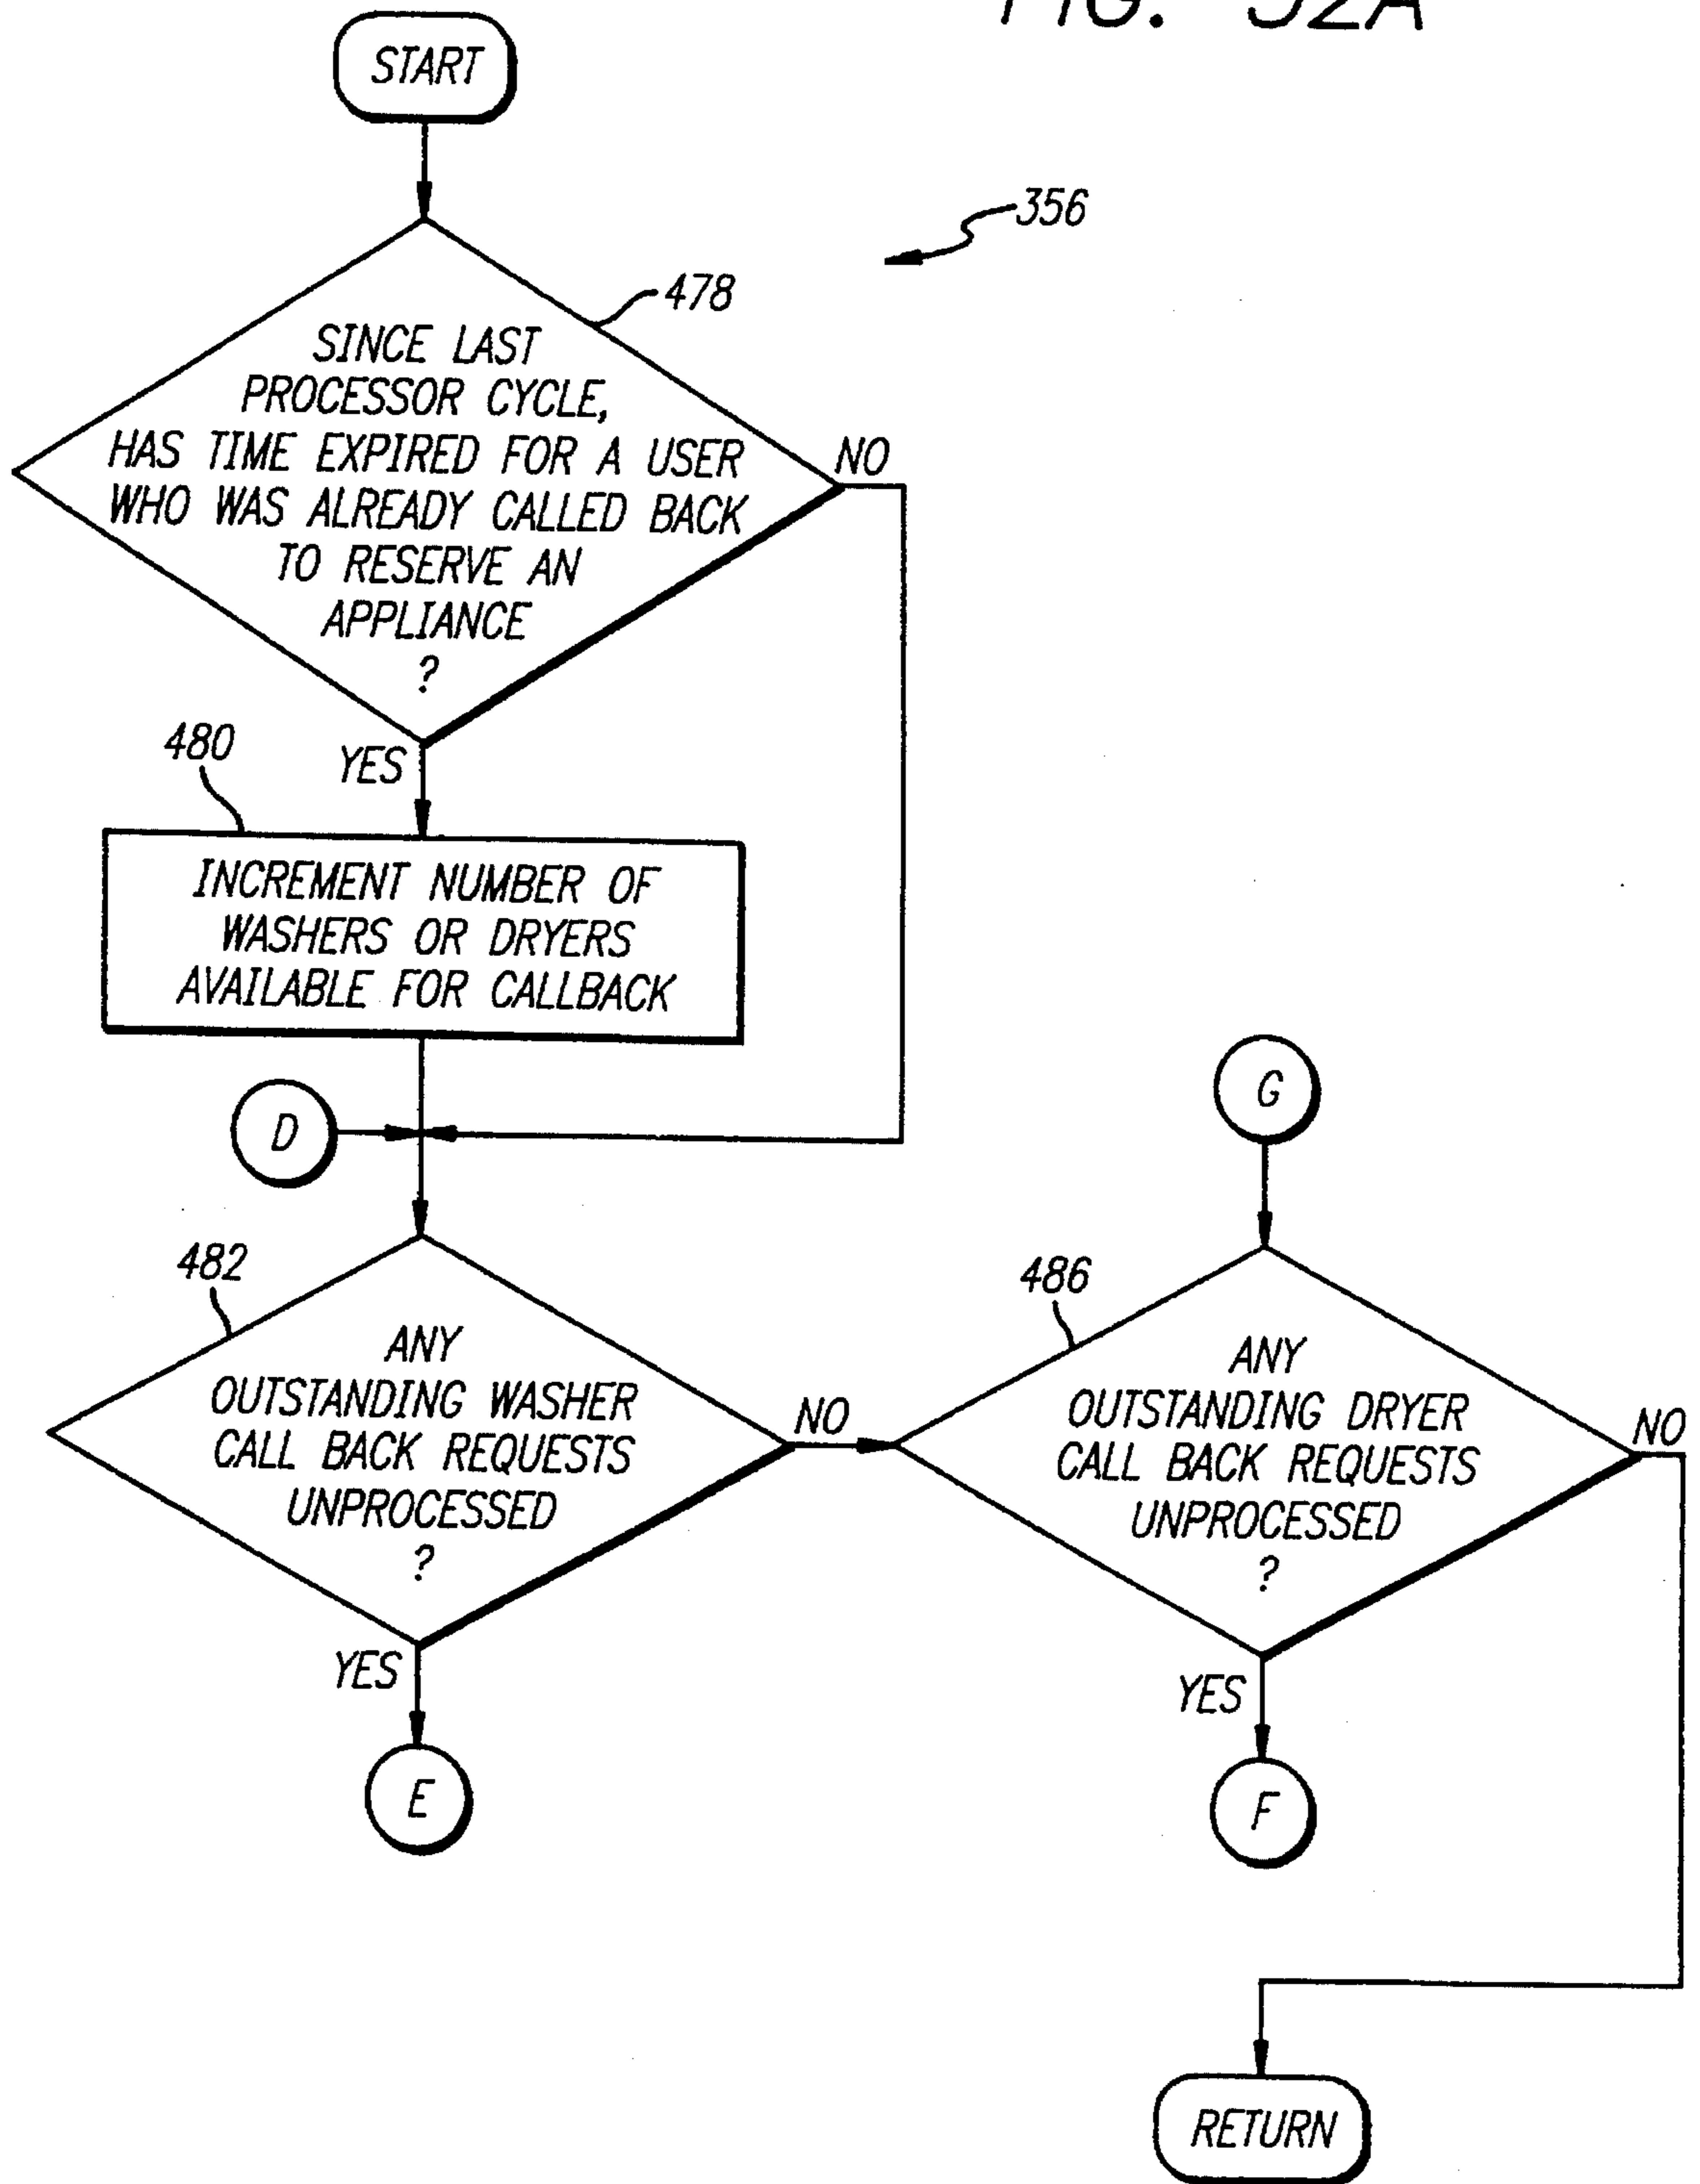 FIG. 32A
START
356
478
SINCE LAST
PROCESSOR CYCLE,
HAS TIME EXPIRED FOR A USER
WHO WAS ALREADY CALLED BACK
TO RESERVE AN
APPLIANCE
?
NO
YES
480
INCREMENT NUMBER OF
WASHERS OR DRYERS
AVAILABLE FOR CALLBACK
D
G
482
ANY
OUTSTANDING WASHER
CALL BACK REQUESTS
UNPROCESSED
?
NO
YES
E
486
ANY
OUTSTANDING DRYER
CALL BACK REQUESTS
UNPROCESSED
?
NO
YES
F
RETURN